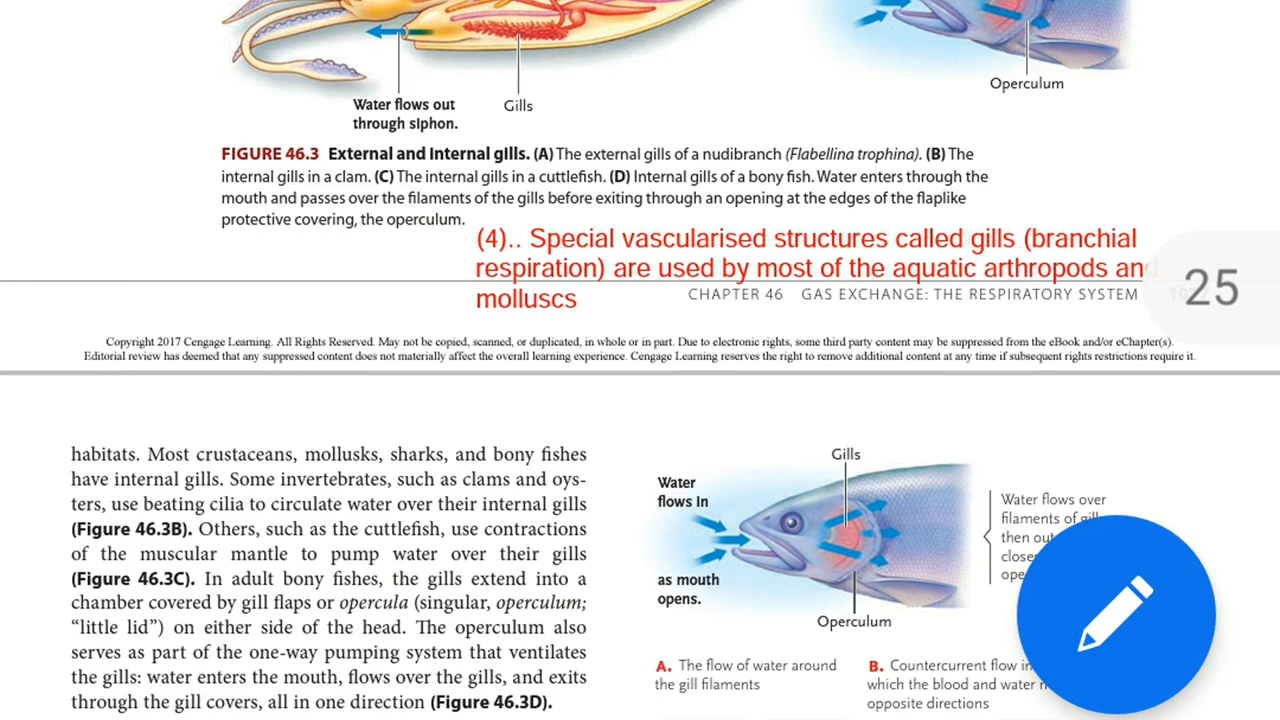 Operculum
Water flows out
through siphon.
Gills
FIGURE 46.3 External and internal gills. (A) The external gills of a nudibranch (Flabellina trophina). (B) The
internal gills in a clam. (C) The internal gills in a cuttlefish. (D) Internal gills of a bony fish. Water enters through the
mouth and passes over the filaments of the gills before exiting through an opening at the edges of the flaplike
protective covering, the operculum.
(4).. Special vascularised structures called gills (branchial
respiration) are used by most of the aquatic arthropods and
molluscs
CHAPTER 46 GAS EXCHANGE: THE RESPIRATORY SYSTEM
25
Copyright 2017 Cengage Learning. All Rights Reserved. May not be copied, scanned, or duplicated, in whole or in part. Due to electronic rights, some third party content may be suppressed from the eBook and/or eChapter(s).
Editorial review has deemed that any suppressed content does not materially affect the overall learning experience. Cengage Learning reserves the right to remove additional content at any time if subsequent rights restrictions require it.
habitats. Most crustaceans, mollusks, sharks, and bony fishes
have internal gills. Some invertebrates, such as clams and oys-
ters, use beating cilia to circulate water over their internal gills
(Figure 46.3B). Others, such as the cuttlefish, use contractions
of the muscular mantle to pump water over their gills
(Figure 46.3C). In adult bony fishes, the gills extend into a
chamber covered by gill flaps or opercula (singular, operculum;
“little lid”) on either side of the head. The operculum also
serves as part of the one-way pumping system that ventilates
the gills: water enters the mouth, flows over the gills, and exits
through the gill covers, all in one direction (Figure 46.3D).
Gills
Water
flows in
as mouth
opens.
Operculum
Water flows over
filaments of
then
A. The flow of water around
the gill filaments
B. Countercurrent flow in
which the blood and water
opposite directions